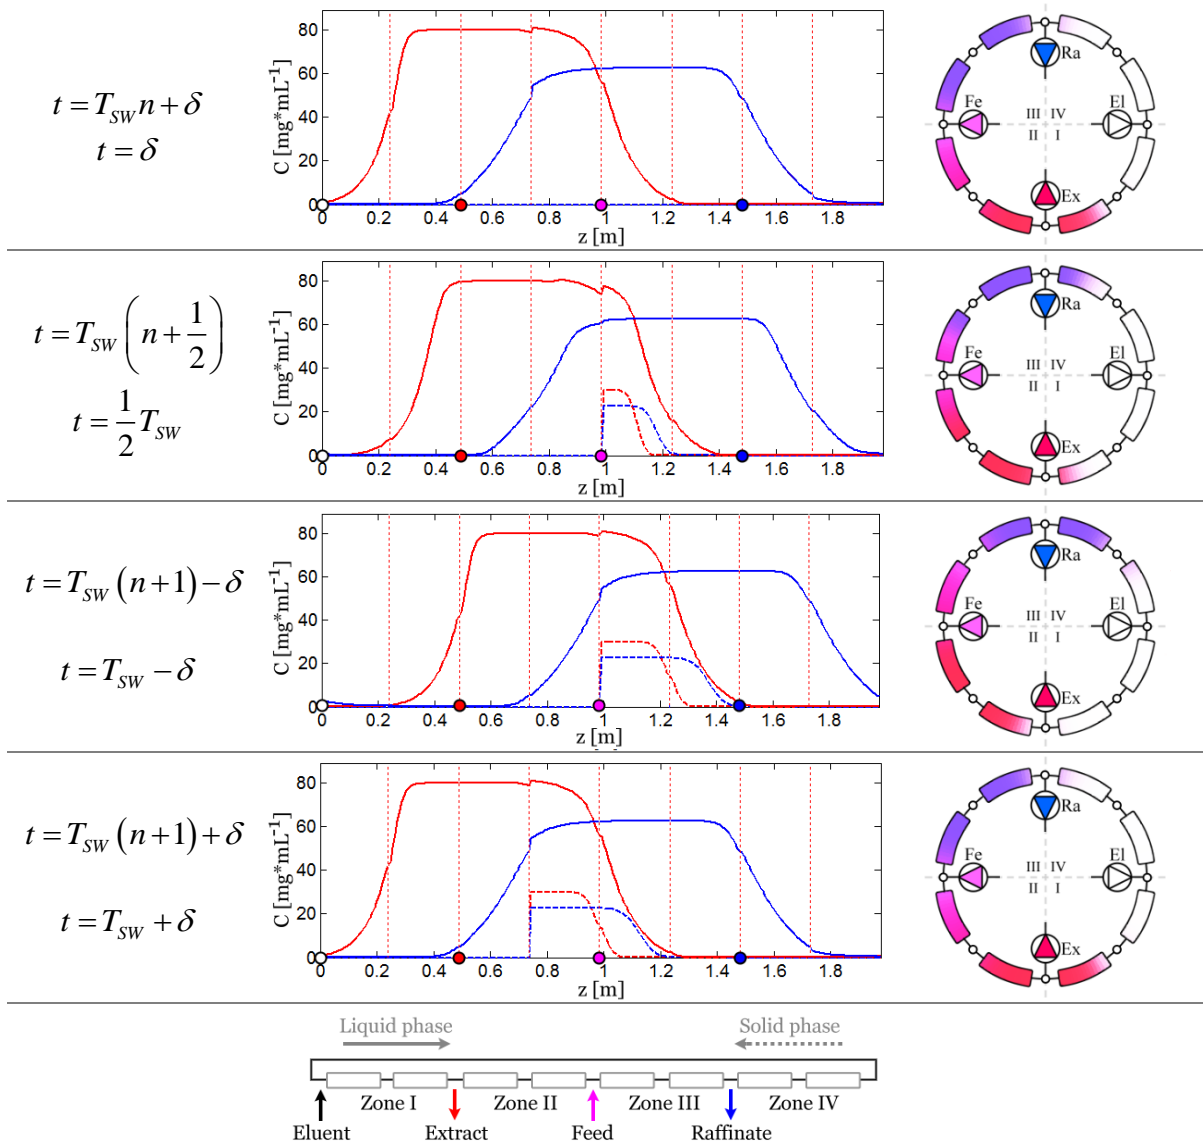 t = T_SW n + δ
t = δ
C [mg*mL⁻¹]
80
60
40
20
0
0 0.2 0.4 0.6 0.8 1 1.2 1.4 1.6 1.8
z [m]
Ra
Fe
El
III IV
II I
Ex
t = T_SW (n + 1/2)
t = 1/2 T_SW
C [mg*mL⁻¹]
80
60
40
20
0
0 0.2 0.4 0.6 0.8 1 1.2 1.4 1.6 1.8
z [m]
Ra
Fe
El
III IV
II I
Ex
t = T_SW (n + 1) − δ
t = T_SW − δ
C [mg*mL⁻¹]
80
60
40
20
0
0 0.2 0.4 0.6 0.8 1 1.2 1.4 1.6 1.8
z [m]
Ra
Fe
El
III IV
II I
Ex
t = T_SW (n + 1) + δ
t = T_SW + δ
C [mg*mL⁻¹]
80
60
40
20
0
0 0.2 0.4 0.6 0.8 1 1.2 1.4 1.6 1.8
z [m]
Ra
Fe
El
III IV
II I
Ex
Liquid phase
Solid phase
Zone I
Zone II
Zone III
Zone IV
Eluent
Extract
Feed
Raffinate